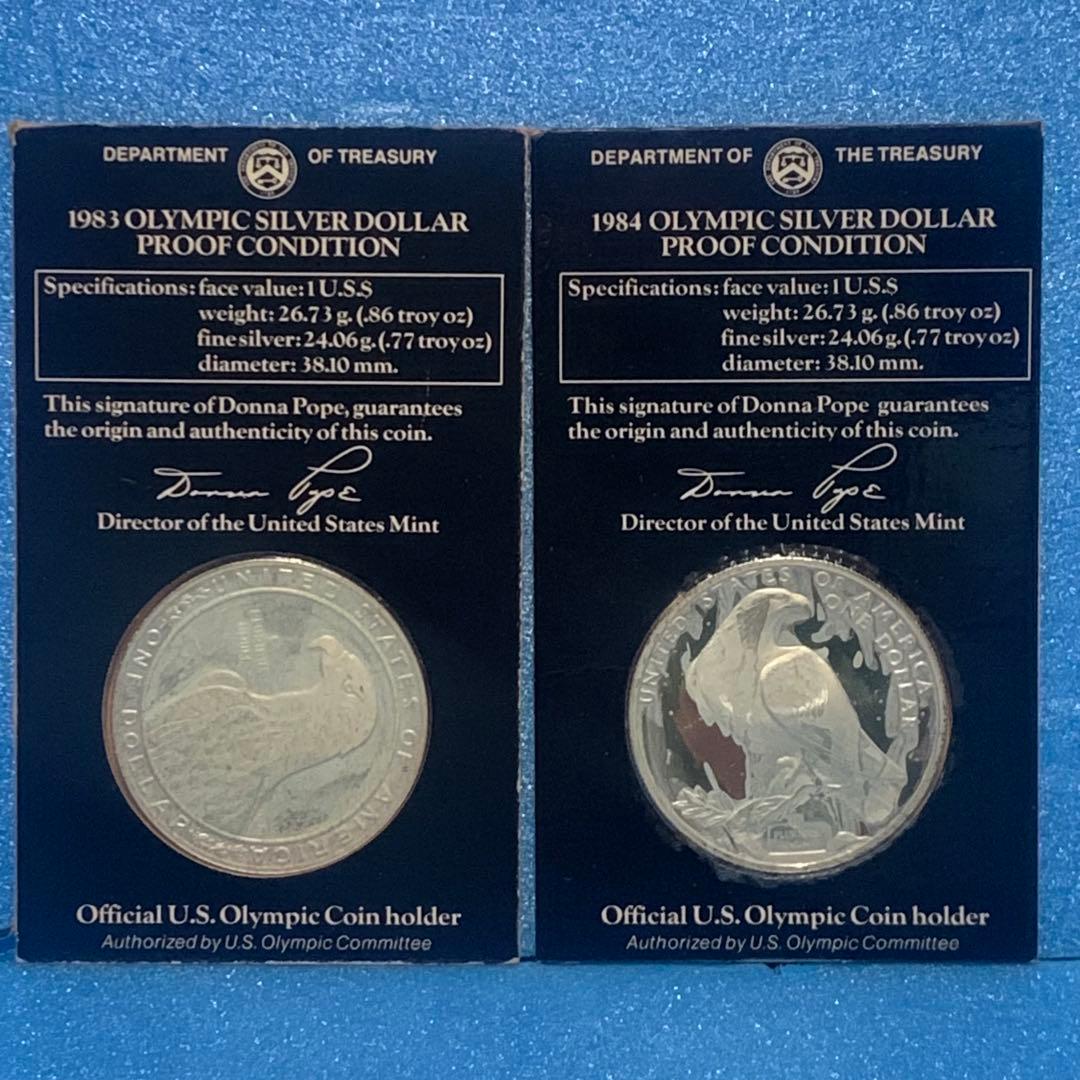 DEPARTMENT OF TREASURY
1983 OLYMPIC SILVER DOLLAR
PROOF CONDITION
Specifications: face value: 1 U.S.$
weight: 26.73 g. (.86 troy oz)
fine silver: 24.06 g. (.77 troy oz)
diameter: 38.10 mm.
This signature of Donna Pope, guarantees
the origin and authenticity of this coin.
Donna Pope
Director of the United States Mint
UNITED STATES OF AMERICA
ONE DOLLAR
Official U.S. Olympic Coin holder
Authorized by U.S. Olympic Committee
DEPARTMENT OF THE TREASURY
1984 OLYMPIC SILVER DOLLAR
PROOF CONDITION
Specifications: face value: 1 U.S.$
weight: 26.73 g. (.86 troy oz)
fine silver: 24.06 g. (.77 troy oz)
diameter: 38.10 mm.
This signature of Donna Pope guarantees
the origin and authenticity of this coin.
Donna Pope
Director of the United States Mint
UNITED STATES OF AMERICA
ONE DOLLAR
Official U.S. Olympic Coin holder
Authorized by U.S. Olympic Committee